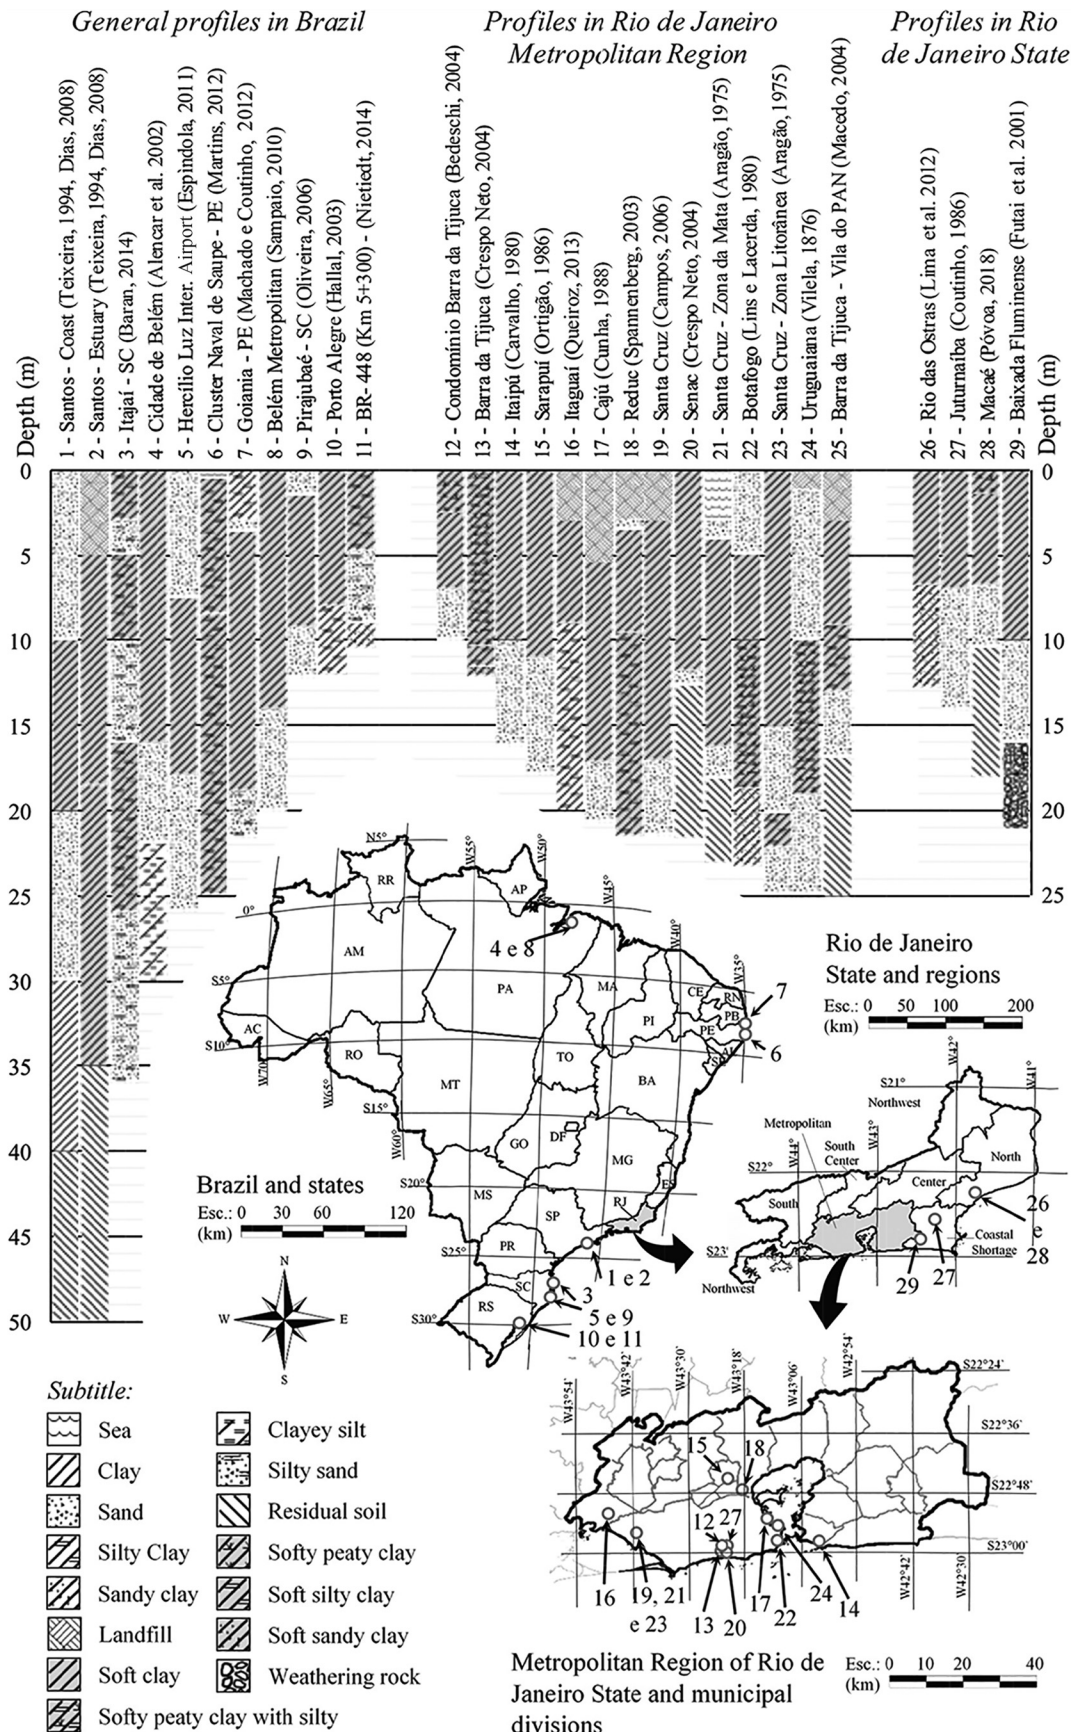 General profiles in Brazil
Profiles in Rio de Janeiro
Metropolitan Region
Profiles in Rio
de Janeiro State
Depth (m)
1 - Santos - Coast (Teixeira, 1994, Dias, 2008)
2 - Santos - Estuary (Teixeira, 1994, Dias, 2008)
3 - Itajaí - SC (Baran, 2014)
4 - Cidade de Belém (Alencar et al. 2002)
5 - Hercílio Luz Inter. Airport (Espíndola, 2011)
6 - Cluster Naval de Saupe - PE (Martins, 2012)
7 - Goiania - PE (Machado e Coutinho, 2012)
8 - Belém Metropolitan (Sampaio, 2010)
9 - Pirajubaé - SC (Oliveira, 2006)
10 - Porto Alegre (Hallal, 2003)
11 - BR- 448 (Km 5+300) - (Nietiedt, 2014)
12 - Condomínio Barra da Tijuca (Bedeschi, 2004)
13 - Barra da Tijuca (Crespo Neto, 2004)
14 - Itaipú (Carvalho, 1980)
15 - Sarapuí (Ortigão, 1986)
16 - Itaguaí (Queiroz, 2013)
17 - Cajú (Cunha, 1988)
18 - Reduc (Spannenberg, 2003)
19 - Santa Cruz (Campos, 2006)
20 - Senac (Crespo Neto, 2004)
21 - Santa Cruz - Zona da Mata (Aragão, 1975)
22 - Botafogo (Lins e Lacerda, 1980)
23 - Santa Cruz - Zona Litorânea (Aragão, 1975)
24 - Uruguaiana (Vilela, 1876)
25 - Barra da Tijuca - Vila do PAN (Macedo, 2004)
26 - Rio das Ostras (Lima et al. 2012)
27 - Juturnaíba (Coutinho, 1986)
28 - Macaé (Póvoa, 2018)
29 - Baixada Fluminense (Futai et al. 2001)
Depth (m)
0
5
10
15
20
25
30
35
40
45
50
0
5
10
15
20
25
N5°
W55°
W50°
W45°
W40°
W35°
0°
S5°
S10°
W70°
W65°
S15°
W60°
S20°
S25°
S30°
RR
AP
AM
PA
MA
CE
RN
PB
PE
AL
SE
PI
AC
RO
TO
BA
MT
GO
DF
MG
ES
MS
SP
RJ
PR
SC
RS
4 e 8
7
6
1 e 2
3
5 e 9
10 e 11
Brazil and states
Esc.: 0 30 60 120
(km)
N
W E
S
Rio de Janeiro
State and regions
Esc.: 0 50 100 200
(km)
W42°
W41°
S21°
Northwest
Metropolitan
W44°
South
Center
W43°
North
S22°
Center
South
26
e
28
Coastal
Shortage
S23'
Northwest
29
27
W43°54'
W43°42'
W43°30'
W43°18'
W43°06'
W42°54'
S22°24'
S22°36'
S22°48'
S23°00'
W42°42'
W42°30'
15
18
12 27
16
19, 21
e 23
13 20
17
22
24
14
Metropolitan Region of Rio de
Janeiro State and municipal
divisions
Esc.: 0 10 20 40
(km)
Subtitle:
Sea
Clay
Sand
Silty Clay
Sandy clay
Landfill
Soft clay
Softy peaty clay with silty
Clayey silt
Silty sand
Residual soil
Softy peaty clay
Soft silty clay
Soft sandy clay
Weathering rock